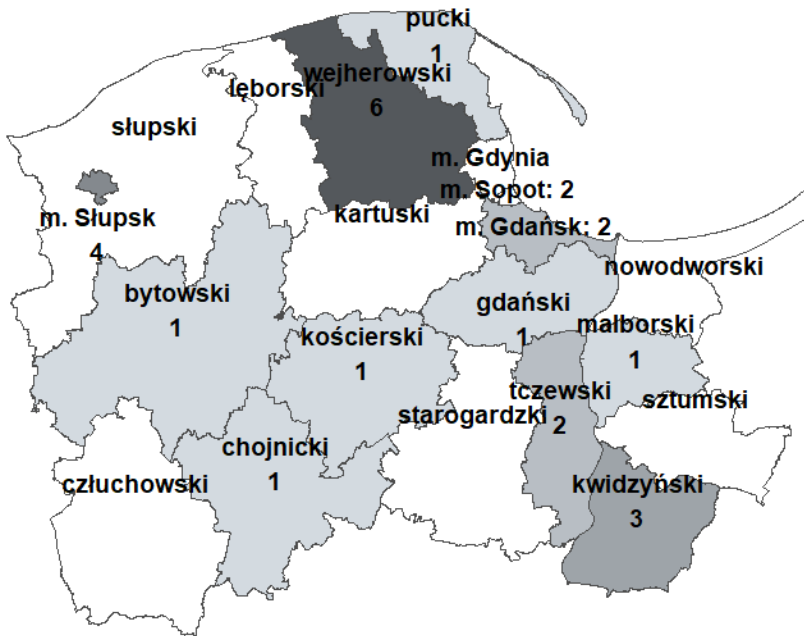 pucki
1
wejherowski
6
lęborski
słupski
m. Gdynia
m. Sopot: 2
m. Słupsk
4
kartuski
m. Gdańsk: 2
nowodworski
bytowski
1
gdański
1
malborski
1
kościerski
1
tczewski
2
sztumski
starogardzki
chojnicki
1
człuchowski
kwidzyński
3